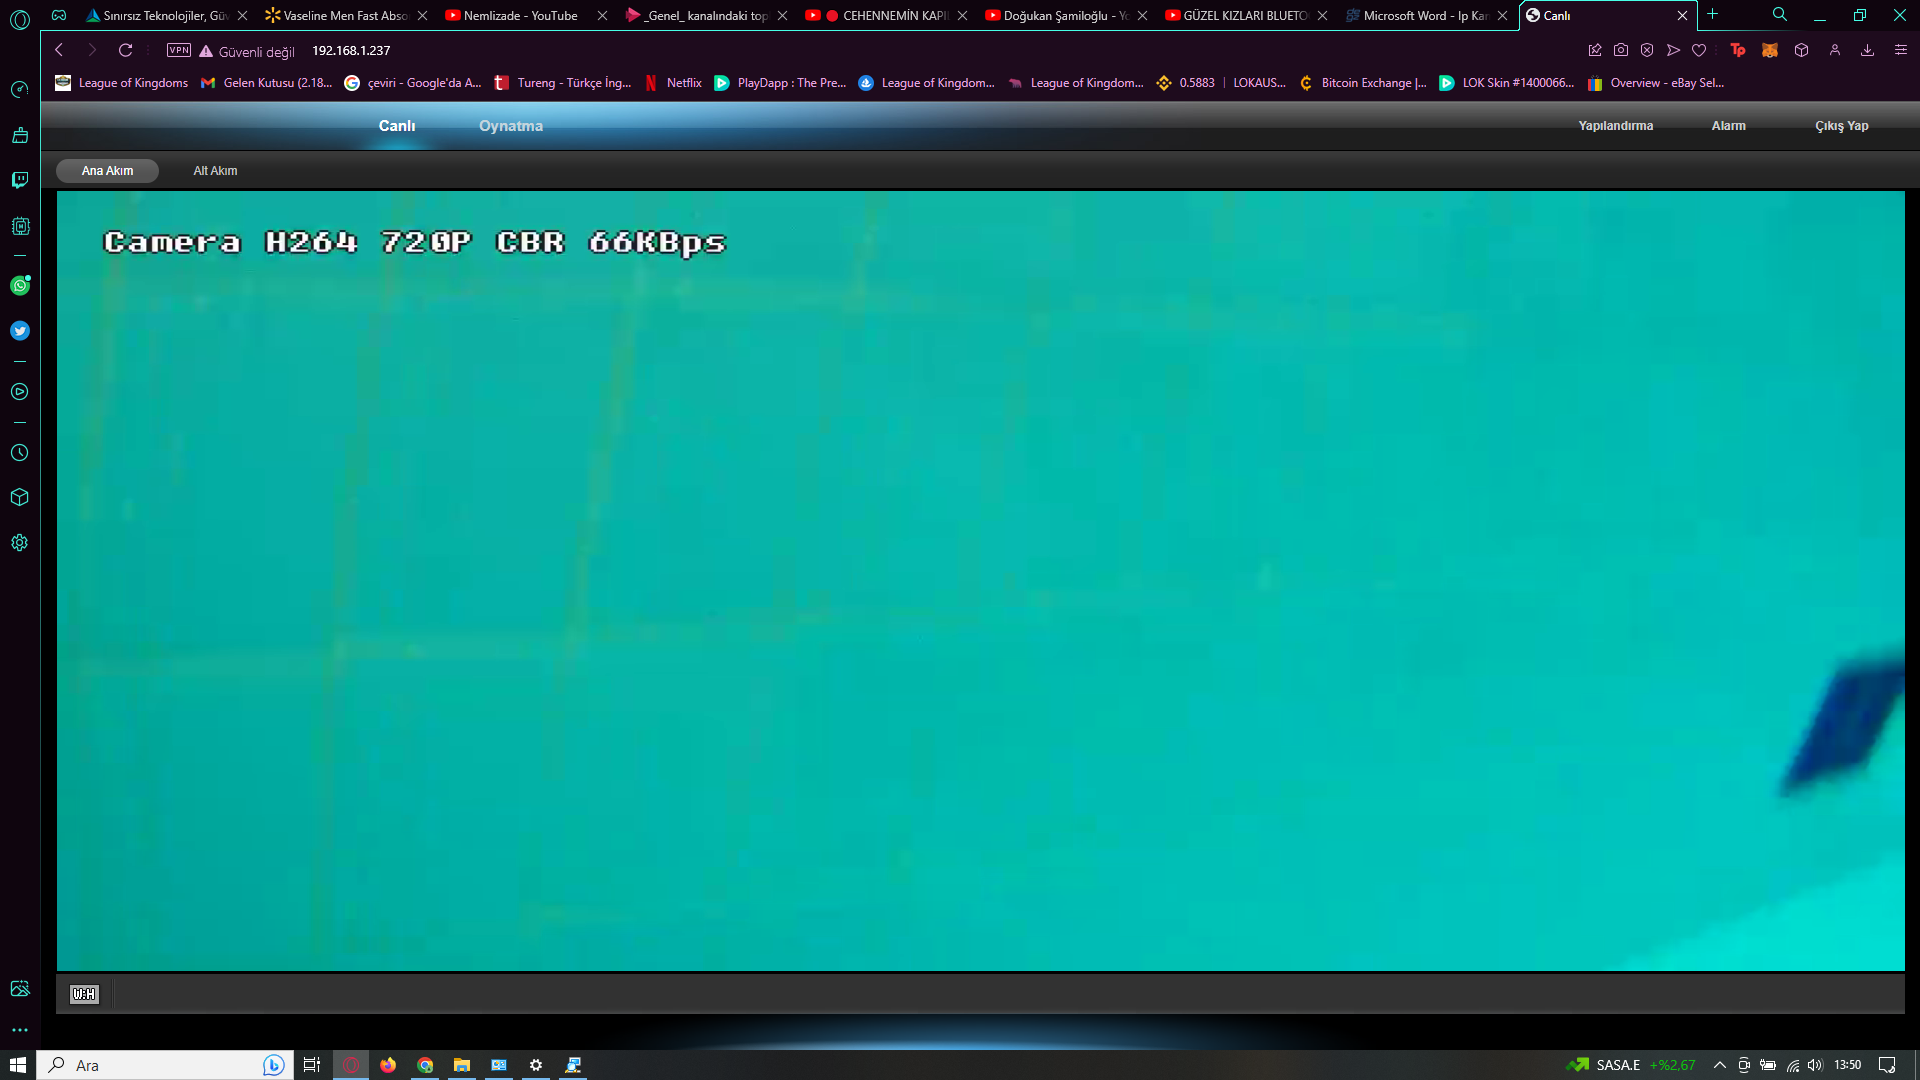 Sınırsız Teknolojiler, Güv
Vaseline Men Fast Abso
Nemlizade - YouTube
_Genel_ kanalındaki top
CEHENNEMİN KAPI
Doğukan Şamiloğlu - Yo
GÜZEL KIZLARI BLUETO
Microsoft Word - Ip Kam
Canlı
VPN
Güvenli değil
192.168.1.237
Tp
League of Kingdoms
Gelen Kutusu (2.18...
çeviri - Google'da A...
Tureng - Türkçe İng...
Netflix
PlayDapp : The Pre...
League of Kingdom...
League of Kingdom...
0.5883 | LOKAUS...
Bitcoin Exchange |...
LOK Skin #1400066...
Overview - eBay Sel...
Canlı
Oynatma
Yapılandırma
Alarm
Çıkış Yap
Ana Akım
Alt Akım
Camera H264 720P CBR 66KBps
W:H
Ara
SASA.E +%2,67
13:50